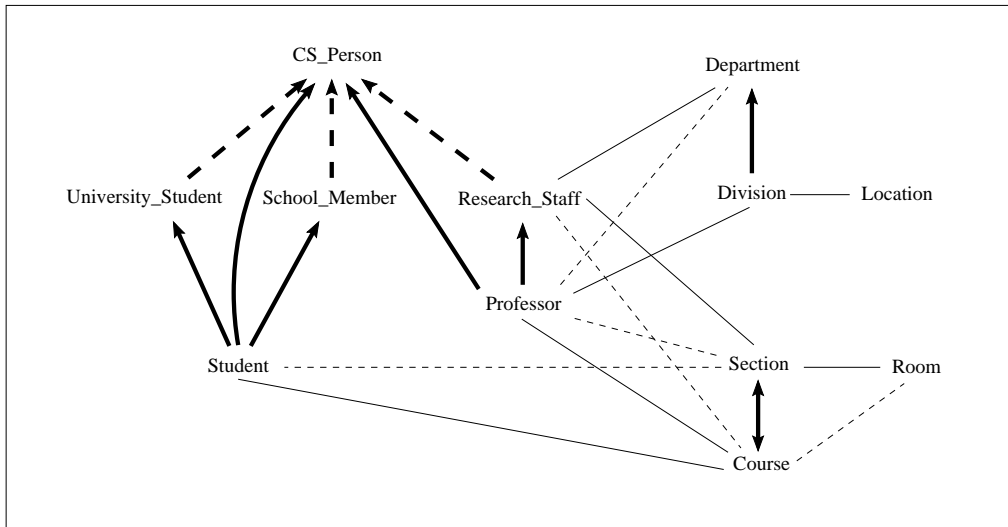 CS_Person
Department
University_Student
School_Member
Research_Staff
Division
Location
Professor
Student
Section
Room
Course